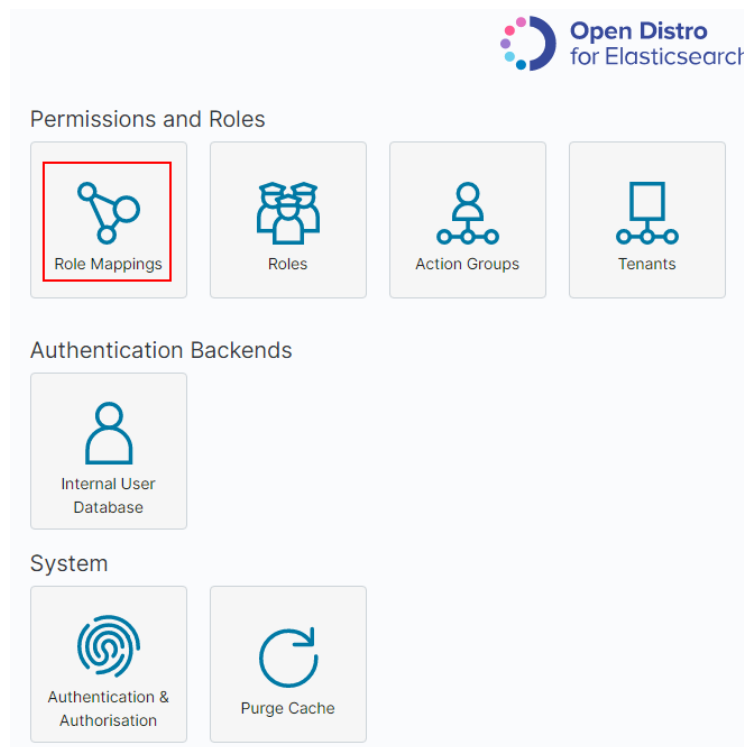 Open Distro
for Elasticsearch
Permissions and Roles
Role Mappings
Roles
Action Groups
Tenants
Authentication Backends
Internal User
Database
System
Authentication &
Authorisation
Purge Cache